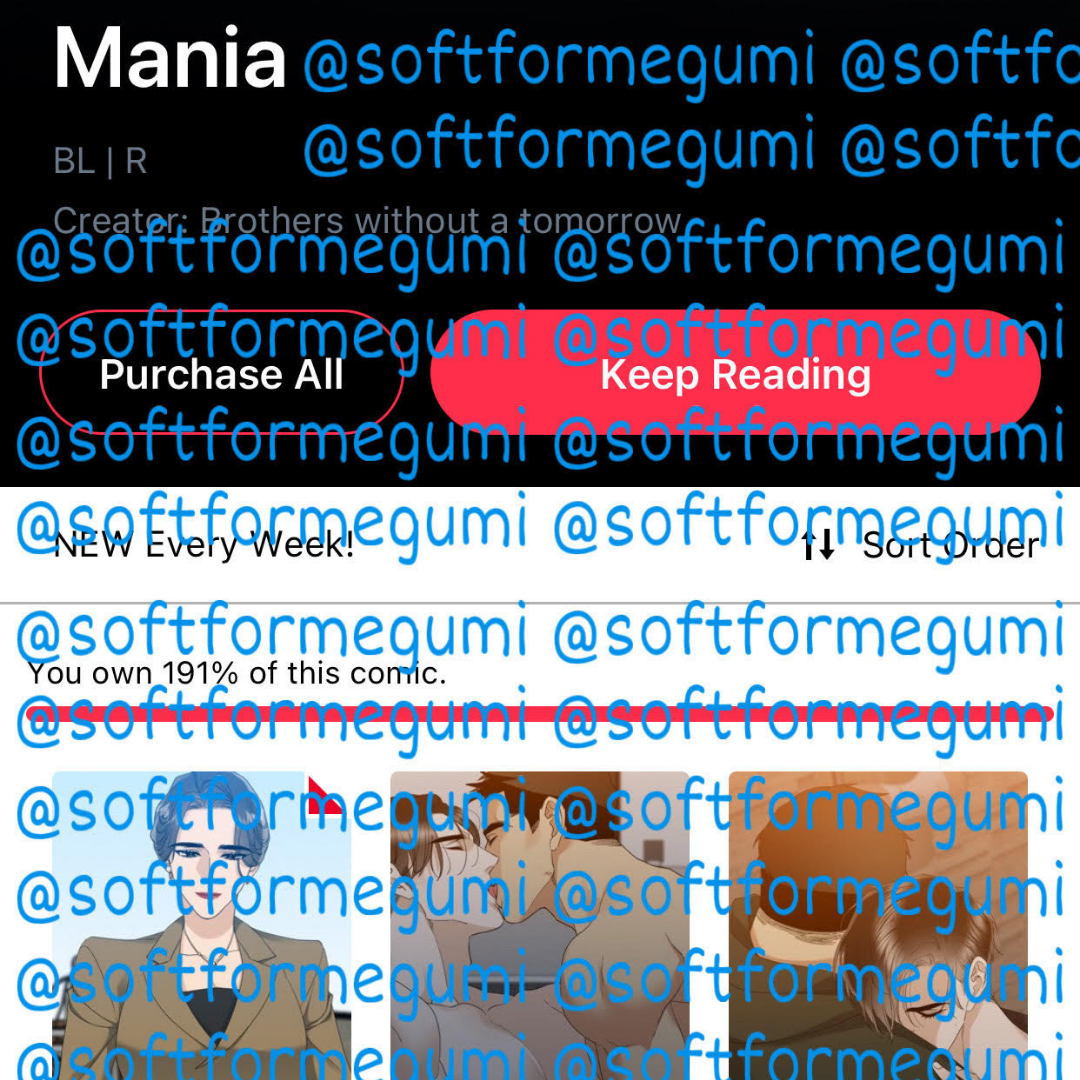 Mania @softformegumi @softfo
@softformegumi @softfo
BL | R
Creator: Brothers without a tomorrow
@softformegumi @softformegumi
@softformegumi @softformegumi
Purchase All Keep Reading
@softformegumi @softformegumi
@softformegumi @softformegumi
NEW Every Week! Sort Order
@softformegumi @softformegumi
You own 191% of this comic.
@softformegumi @softformegumi
@softformegumi @softformegumi
@softformegumi @softformegumi
@softformegumi @softformegumi
@softformegumi @softformegumi